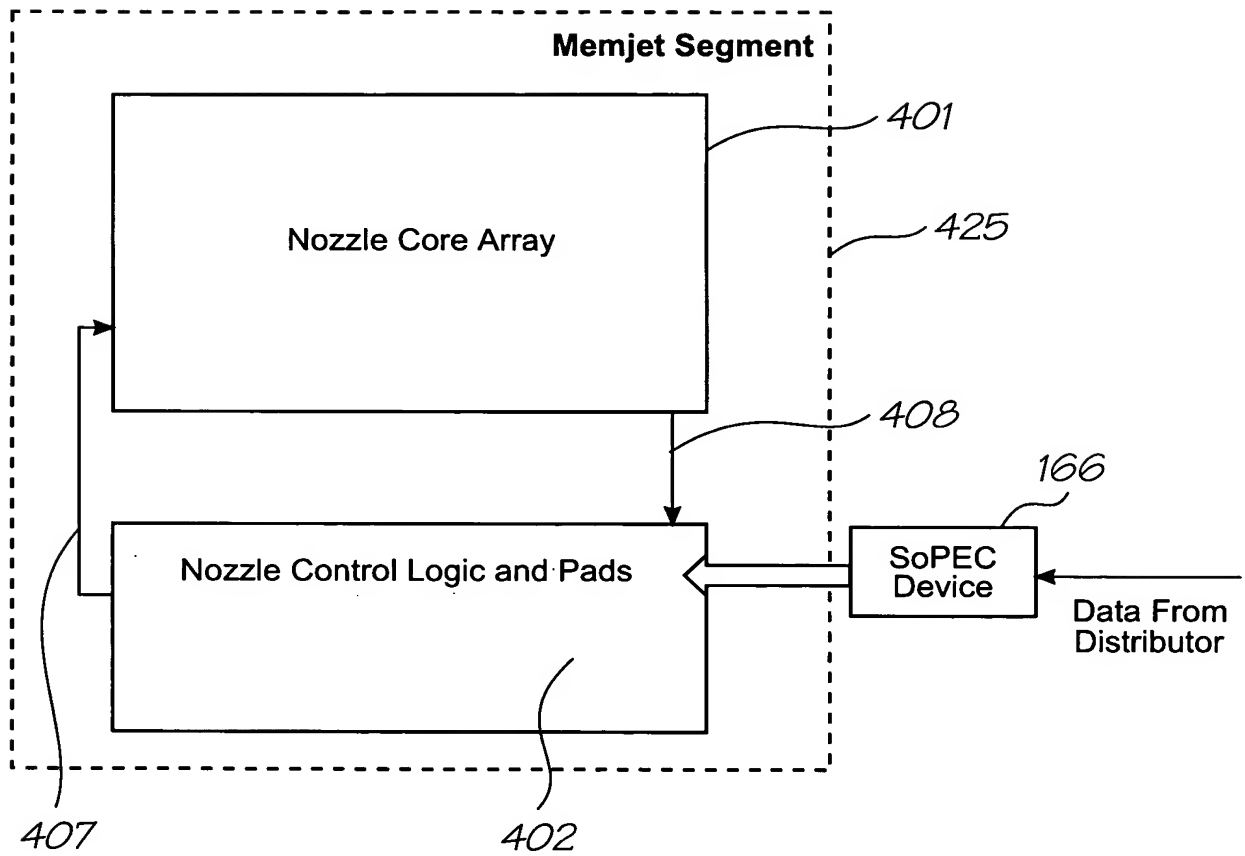 Memjet Segment
401
Nozzle Core Array
425
408
166
Nozzle Control Logic and Pads
SoPEC
Device
Data From
Distributor
407
402